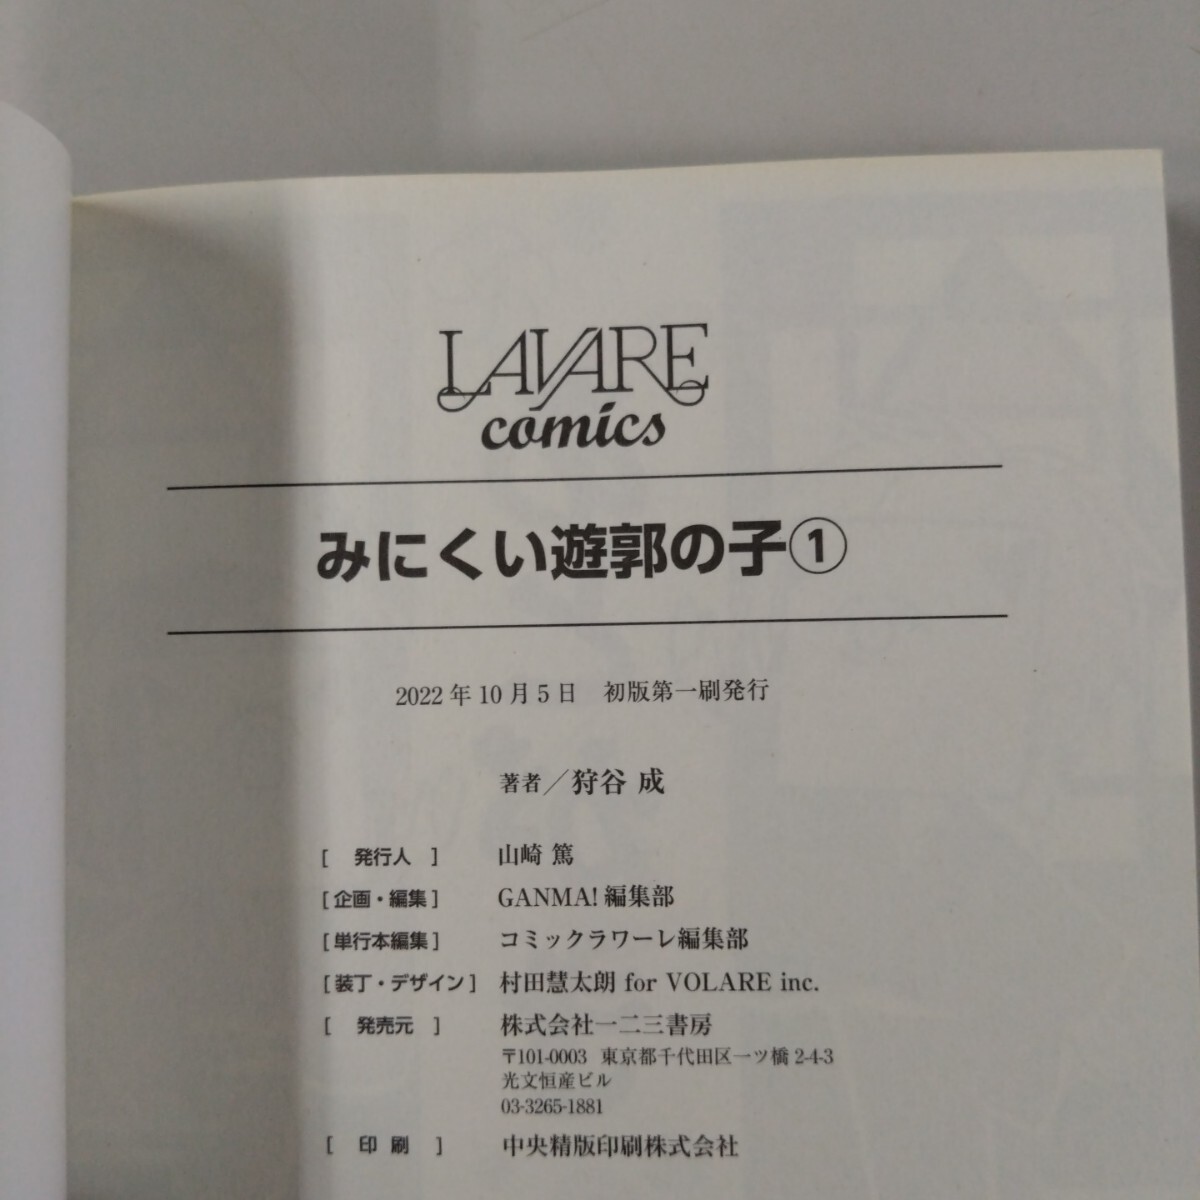 LAVARE
comics
みにくい遊郭の子①
2022年10月5日 初版第一刷発行
著者／狩谷 成
[ 発行人 ] 山崎 篤
[企画・編集] GANMA!編集部
[単行本編集] コミックラワーレ編集部
[装丁・デザイン] 村田慧太朗 for VOLARE inc.
[ 発売元 ] 株式会社一二三書房
〒101-0003 東京都千代田区一ツ橋2-4-3
光文恒産ビル
03-3265-1881
[ 印刷 ] 中央精版印刷株式会社